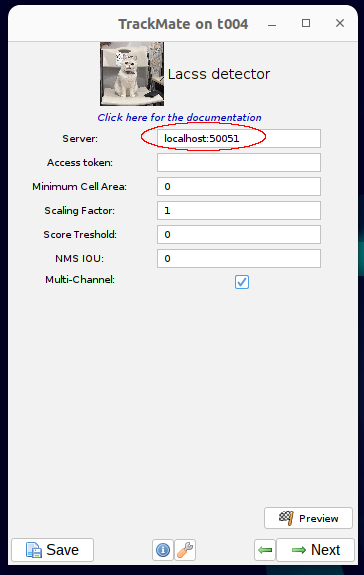 TrackMate on t004
Lacss detector
Click here for the documentation
Server: localhost:50051
Access token:
Minimum Cell Area: 0
Scaling Factor: 1
Score Treshold: 0
NMS IOU: 0
Multi-Channel:
Preview
Save Next